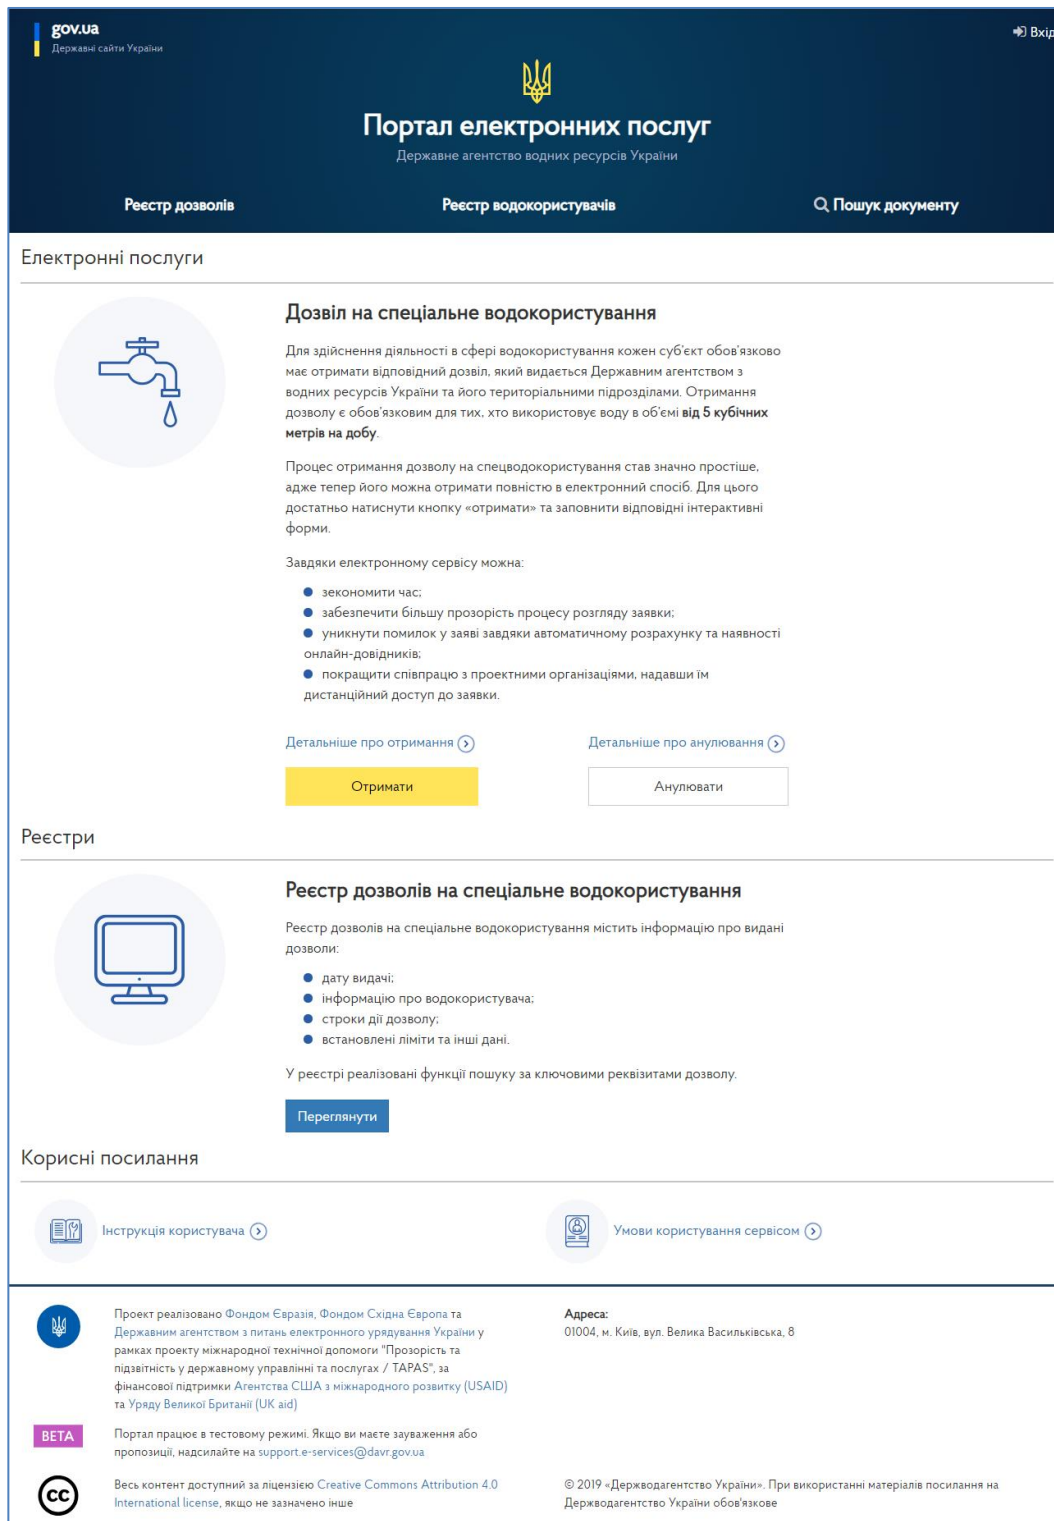 gov.ua
Державні сайти України
Вхід
Портал електронних послуг
Державне агентство водних ресурсів України
Реєстр дозволів
Реєстр водокористувачів
Пошук документу
Електронні послуги
Дозвіл на спеціальне водокористування
Для здійснення діяльності в сфері водокористування кожен суб'єкт обов'язково
має отримати відповідний дозвіл, який видається Державним агентством з
водних ресурсів України та його територіальними підрозділами. Отримання
дозволу є обов'язковим для тих, хто використовує воду в об'ємі від 5 кубічних
метрів на добу.
Процес отримання дозволу на спецводокористування став значно простіше,
адже тепер його можна отримати повністю в електронний спосіб. Для цього
достатньо натиснути кнопку «отримати» та заповнити відповідні інтерактивні
форми.
Завдяки електронному сервісу можна:
зекономити час;
забезпечити більшу прозорість процесу розгляду заявки;
уникнути помилок у заяві завдяки автоматичному розрахунку та наявності
онлайн-довідників;
покращити співпрацю з проектними організаціями, надавши їм
дистанційний доступ до заявки.
Детальніше про отримання
Детальніше про анулювання
Отримати
Анулювати
Реєстри
Реєстр дозволів на спеціальне водокористування
Реєстр дозволів на спеціальне водокористування містить інформацію про видані
дозволи:
дату видачі;
інформацію про водокористувача;
строки дії дозволу;
встановлені ліміти та інші дані.
У реєстрі реалізовані функції пошуку за ключовими реквізитами дозволу.
Переглянути
Корисні посилання
Інструкція користувача
Умови користування сервісом
Проект реалізовано Фондом Євразія, Фондом Східна Європа та
Державним агентством з питань електронного урядування України у
рамках проекту міжнародної технічної допомоги "Прозорість та
підзвітність у державному управлінні та послугах / TAPAS", за
фінансової підтримки Агентства США з міжнародного розвитку (USAID)
та Уряду Великої Британії (UK aid)
Адреса:
01004, м. Київ, вул. Велика Васильківська, 8
BETA
Портал працює в тестовому режимі. Якщо ви маєте зауваження або
пропозиції, надсилайте на support.e-services@davr.gov.ua
cc
Весь контент доступний за ліцензією Creative Commons Attribution 4.0
International license, якщо не зазначено інше
© 2019 «Держводагентство України». При використанні матеріалів посилання на
Держводагентство України обов'язкове